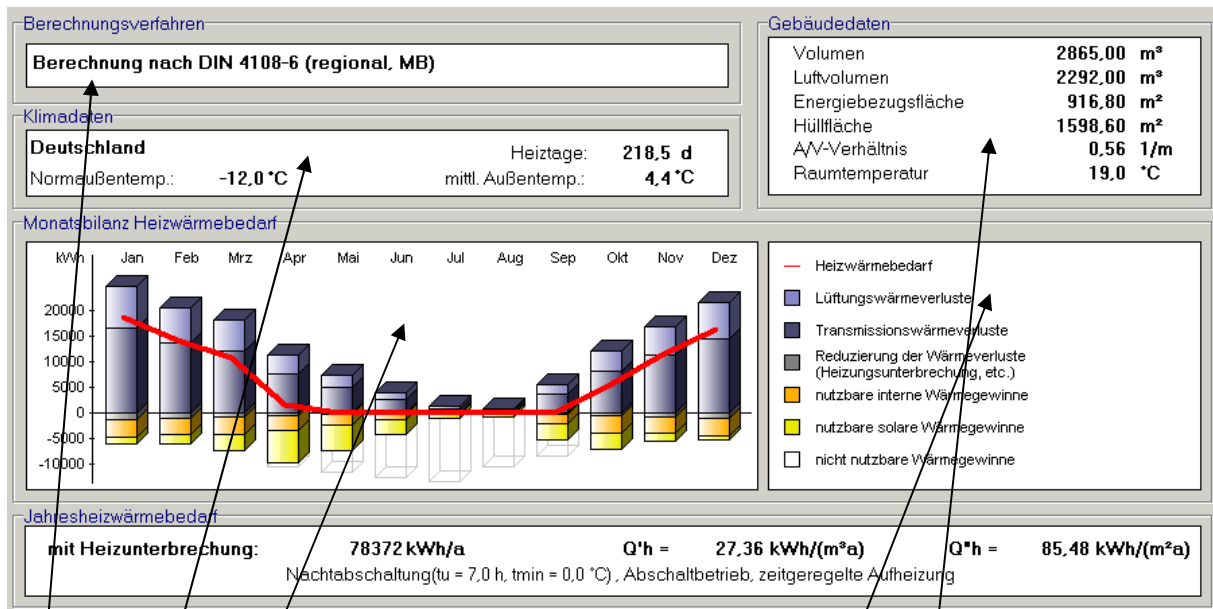 Berechnungsverfahren
Berechnung nach DIN 4108-6 (regional, MB)
Klimadaten
Deutschland
Heiztage: 218,5 d
Normaußentemp.: -12,0 °C mittl. Außentemp.: 4,4 °C
Gebäudedaten
Volumen 2865,00 m³
Luftvolumen 2292,00 m³
Energiebezugsfläche 916,80 m²
Hüllfläche 1598,60 m²
A/V-Verhältnis 0,56 1/m
Raumtemperatur 19,0 °C
Monatsbilanz Heizwärmebedarf
kWh Jan Feb Mrz Apr Mai Jun Jul Aug Sep Okt Nov Dez
20000
15000
10000
5000
0
-5000
-10000
Heizwärmebedarf
Lüftungswärmeverluste
Transmissionswärmeverluste
Reduzierung der Wärmeverluste
(Heizungsunterbrechung, etc.)
nutzbare interne Wärmegewinne
nutzbare solare Wärmegewinne
nicht nutzbare Wärmegewinne
Jahresheizwärmebedarf
mit Heizunterbrechung: 78372 kWh/a Q'h = 27,36 kWh/(m³a) Q"h = 85,48 kWh/(m²a)
Nachtabschaltung(tu = 7,0 h, tmin = 0,0 °C) , Abschaltbetrieb, zeitgeregelte Aufheizung